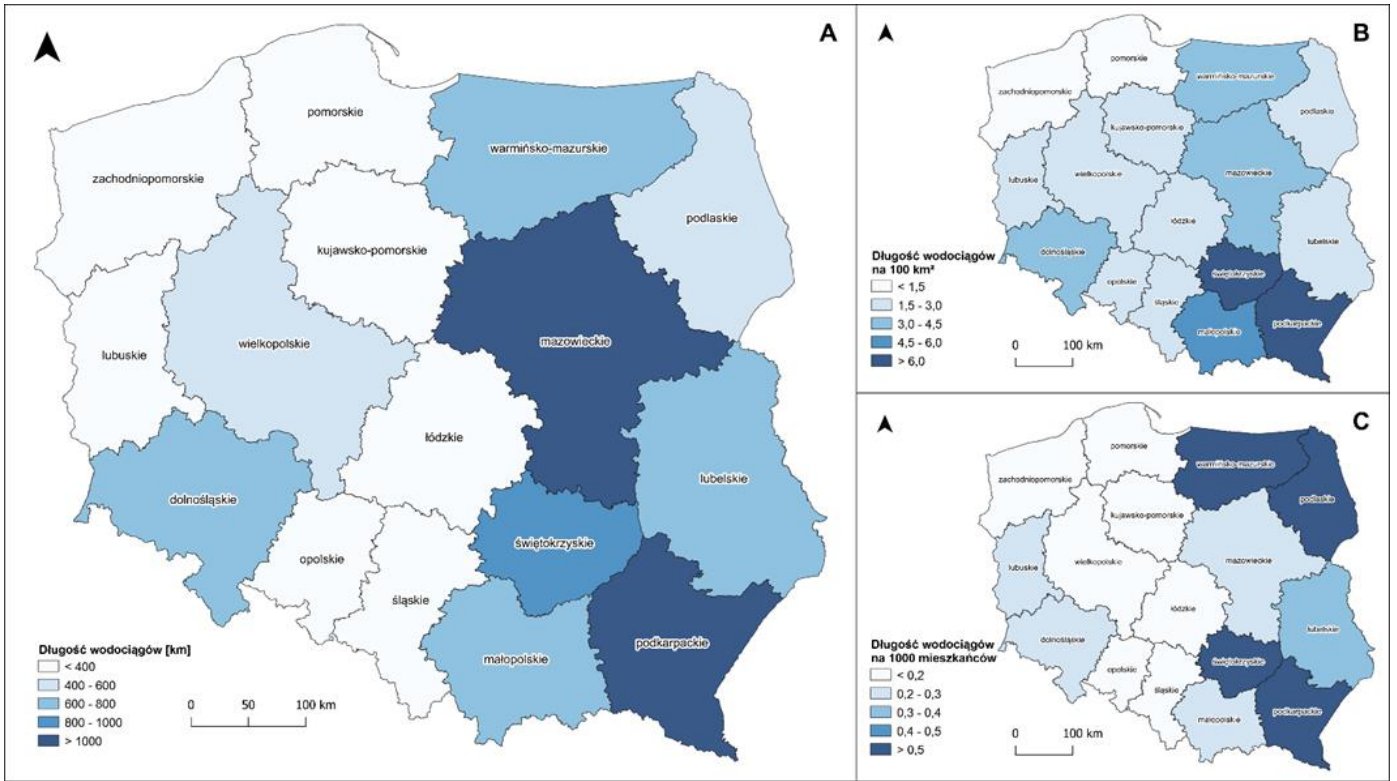 A
pomorskie
warmińsko-mazurskie
zachodniopomorskie
podlaskie
kujawsko-pomorskie
mazowieckie
wielkopolskie
lubuskie
łódzkie
lubelskie
dolnośląskie
świętokrzyskie
opolskie
śląskie
podkarpackie
małopolskie
Długość wodociągów [km]
< 400
400 - 600
600 - 800
800 - 1000
> 1000
0 50 100 km
B
pomorskie
warmińsko-mazurskie
zachodniopomorskie
podlaskie
kujawsko-pomorskie
mazowieckie
wielkopolskie
lubuskie
łódzkie
lubelskie
dolnośląskie
świętokrzyskie
opolskie
śląskie
podkarpackie
małopolskie
Długość wodociągów
na 100 km²
< 1,5
1,5 - 3,0
3,0 - 4,5
4,5 - 6,0
> 6,0
0 100 km
C
pomorskie
warmińsko-mazurskie
zachodniopomorskie
podlaskie
kujawsko-pomorskie
mazowieckie
wielkopolskie
lubuskie
łódzkie
lubelskie
dolnośląskie
świętokrzyskie
opolskie
śląskie
podkarpackie
małopolskie
Długość wodociągów
na 1000 mieszkańców
< 0,2
0,2 - 0,3
0,3 - 0,4
0,4 - 0,5
> 0,5
0 100 km